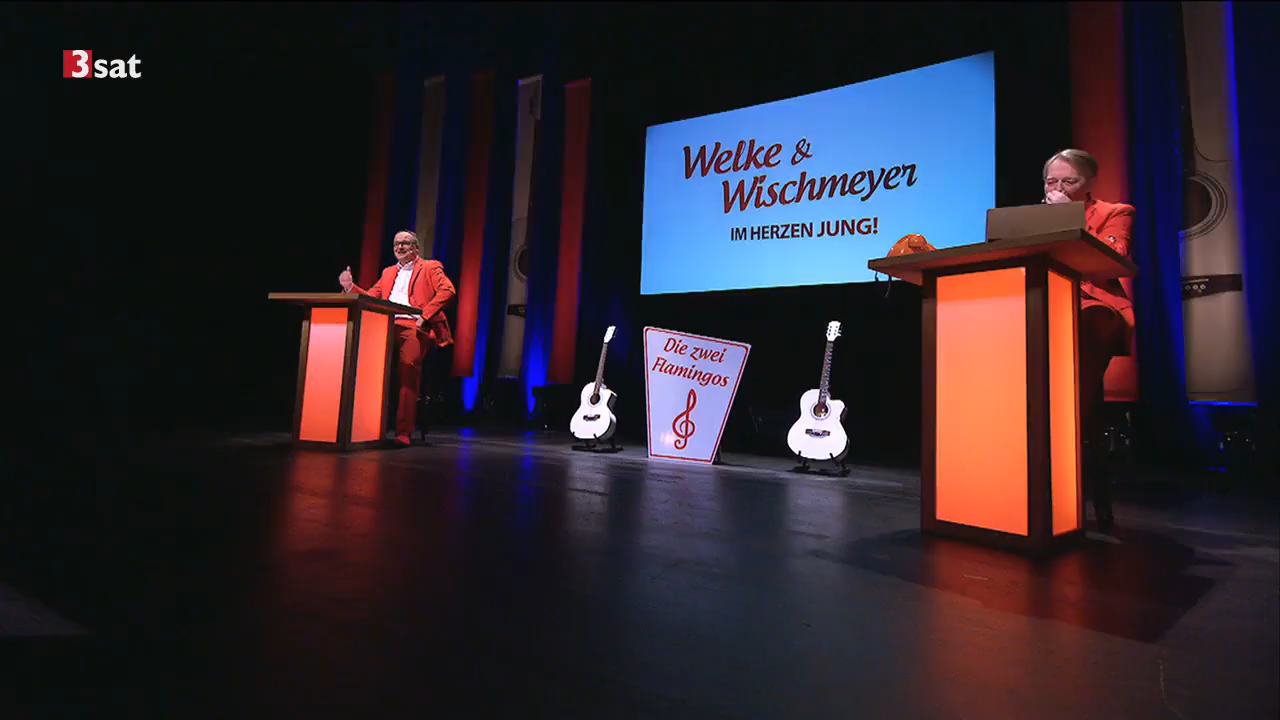 3sat
Welke &
Wischmeyer
IM HERZEN JUNG!
Die zwei
Flamingos